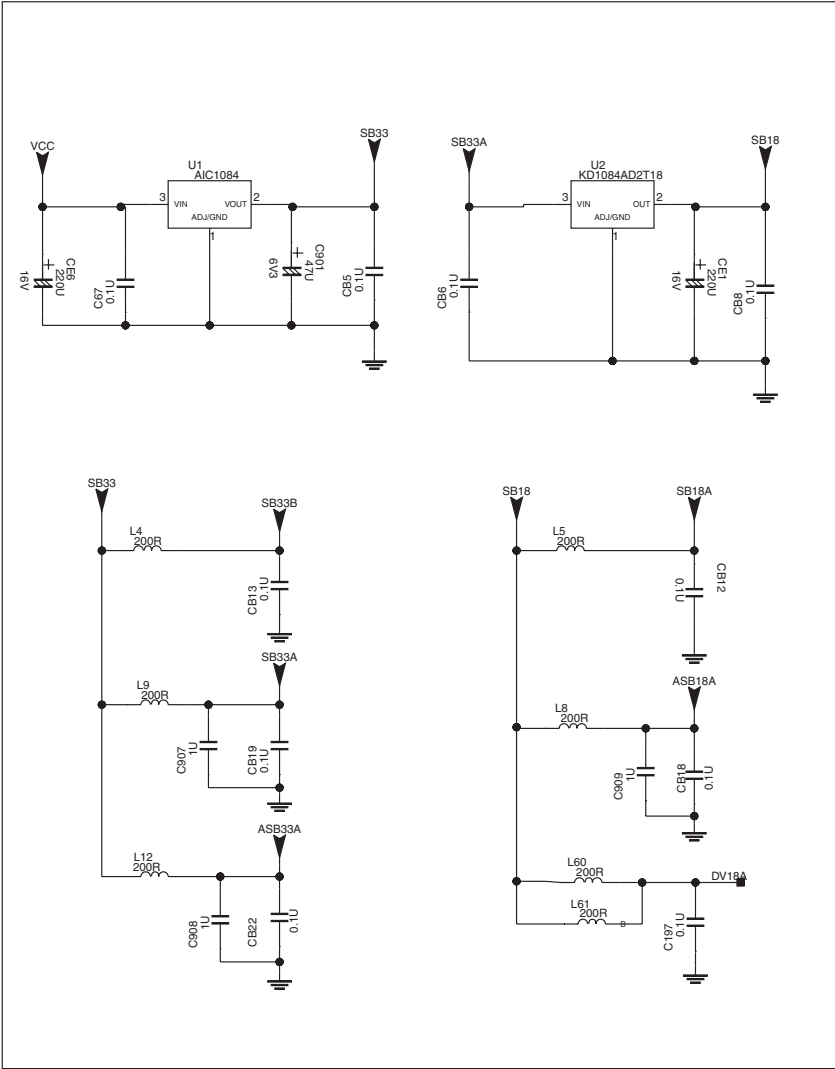 VCC
SB33
U1
AIC1084
3
VIN
VOUT
2
ADJ/GND
1
CE6
220U
16V
C97
0.1U
C901
47U
6V3
CB5
0.1U
SB33A
SB18
U2
KD1084AD2T18
3
VIN
OUT
2
ADJ/GND
1
CB6
0.1U
CE1
220U
16V
CB8
0.1U
SB33
SB33B
L4
200R
CB13
0.1U
SB33A
L9
200R
C907
1U
CB19
0.1U
ASB33A
L12
200R
C908
1U
CB22
0.1U
SB18
SB18A
L5
200R
CB12
0.1U
ASB18A
L8
200R
C909
1U
CB18
0.1U
L60
200R
DV18A
L61
200R
B
C197
0.1U